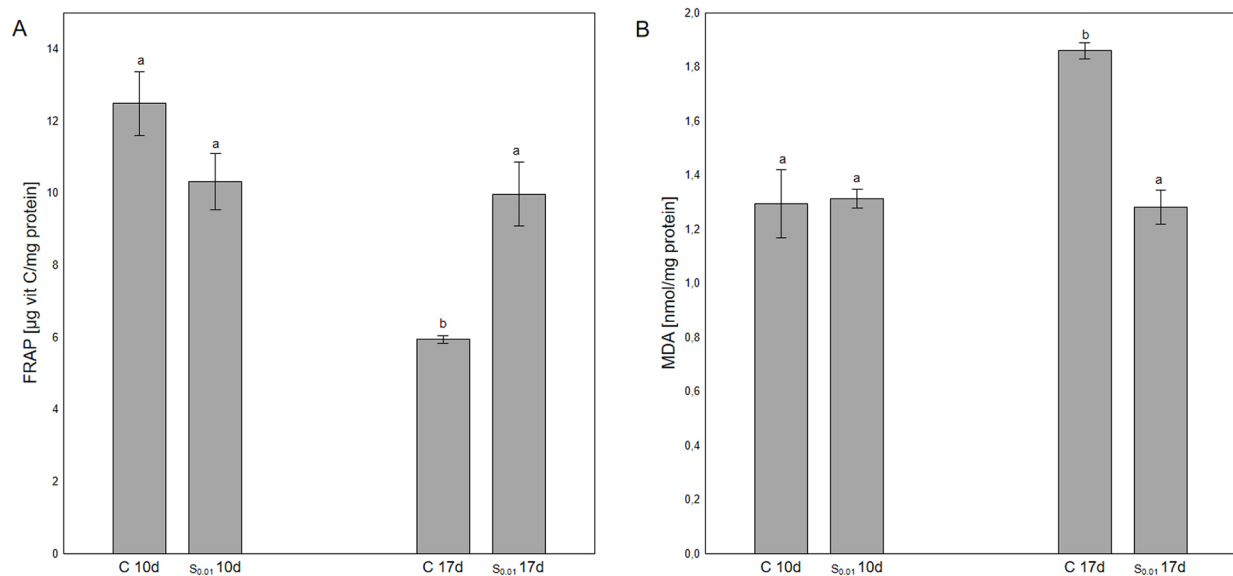 A
FRAP [µg vit C/mg protein]
14
12
10
8
6
4
2
0
a
a
b
a
C 10d
S0.01 10d
C 17d
S0.01 17d
B
MDA [nmol/mg protein]
2,0
1,8
1,6
1,4
1,2
1,0
0,8
0,6
0,4
0,2
0,0
a
a
b
a
C 10d
S0.01 10d
C 17d
S0.01 17d